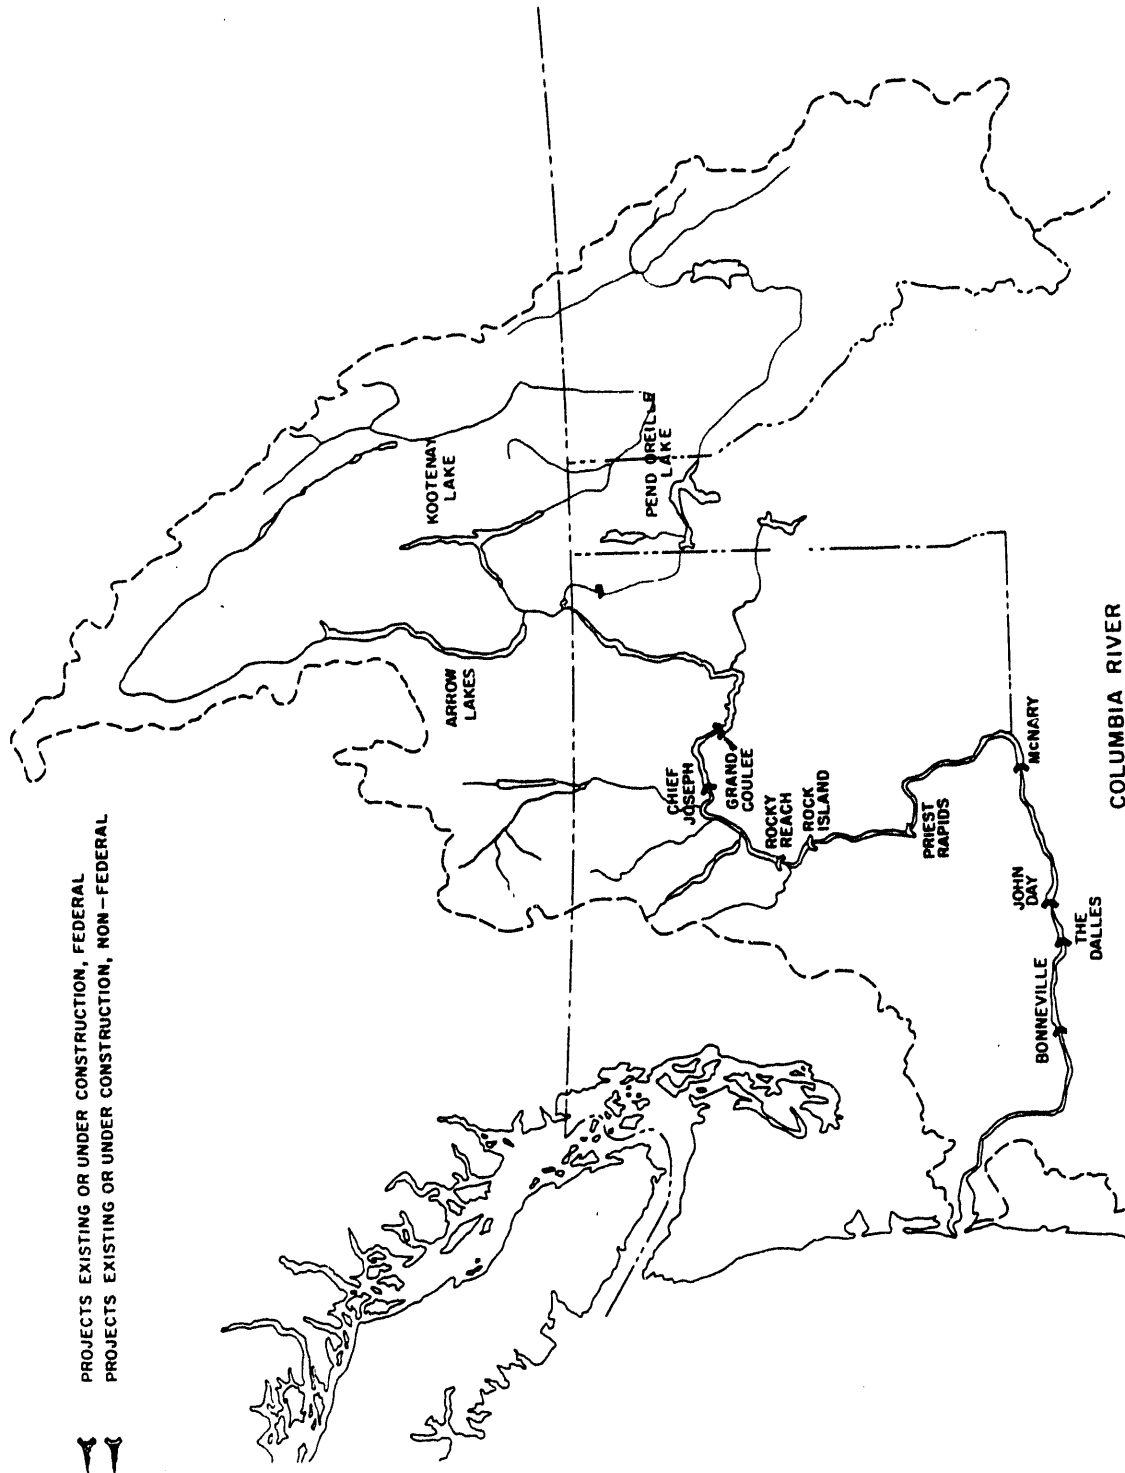 PROJECTS EXISTING OR UNDER CONSTRUCTION, FEDERAL
PROJECTS EXISTING OR UNDER CONSTRUCTION, NON-FEDERAL
KOOTENAY
LAKE
ARROW
LAKES
PEND OREILLE
LAKE
CHIEF
JOSEPH
GRAND
COULEE
ROCKY
REACH
ROCK
ISLAND
PRIEST
RAPIDS
McNARY
JOHN
DAY
THE
DALLES
BONNEVILLE
COLUMBIA RIVER